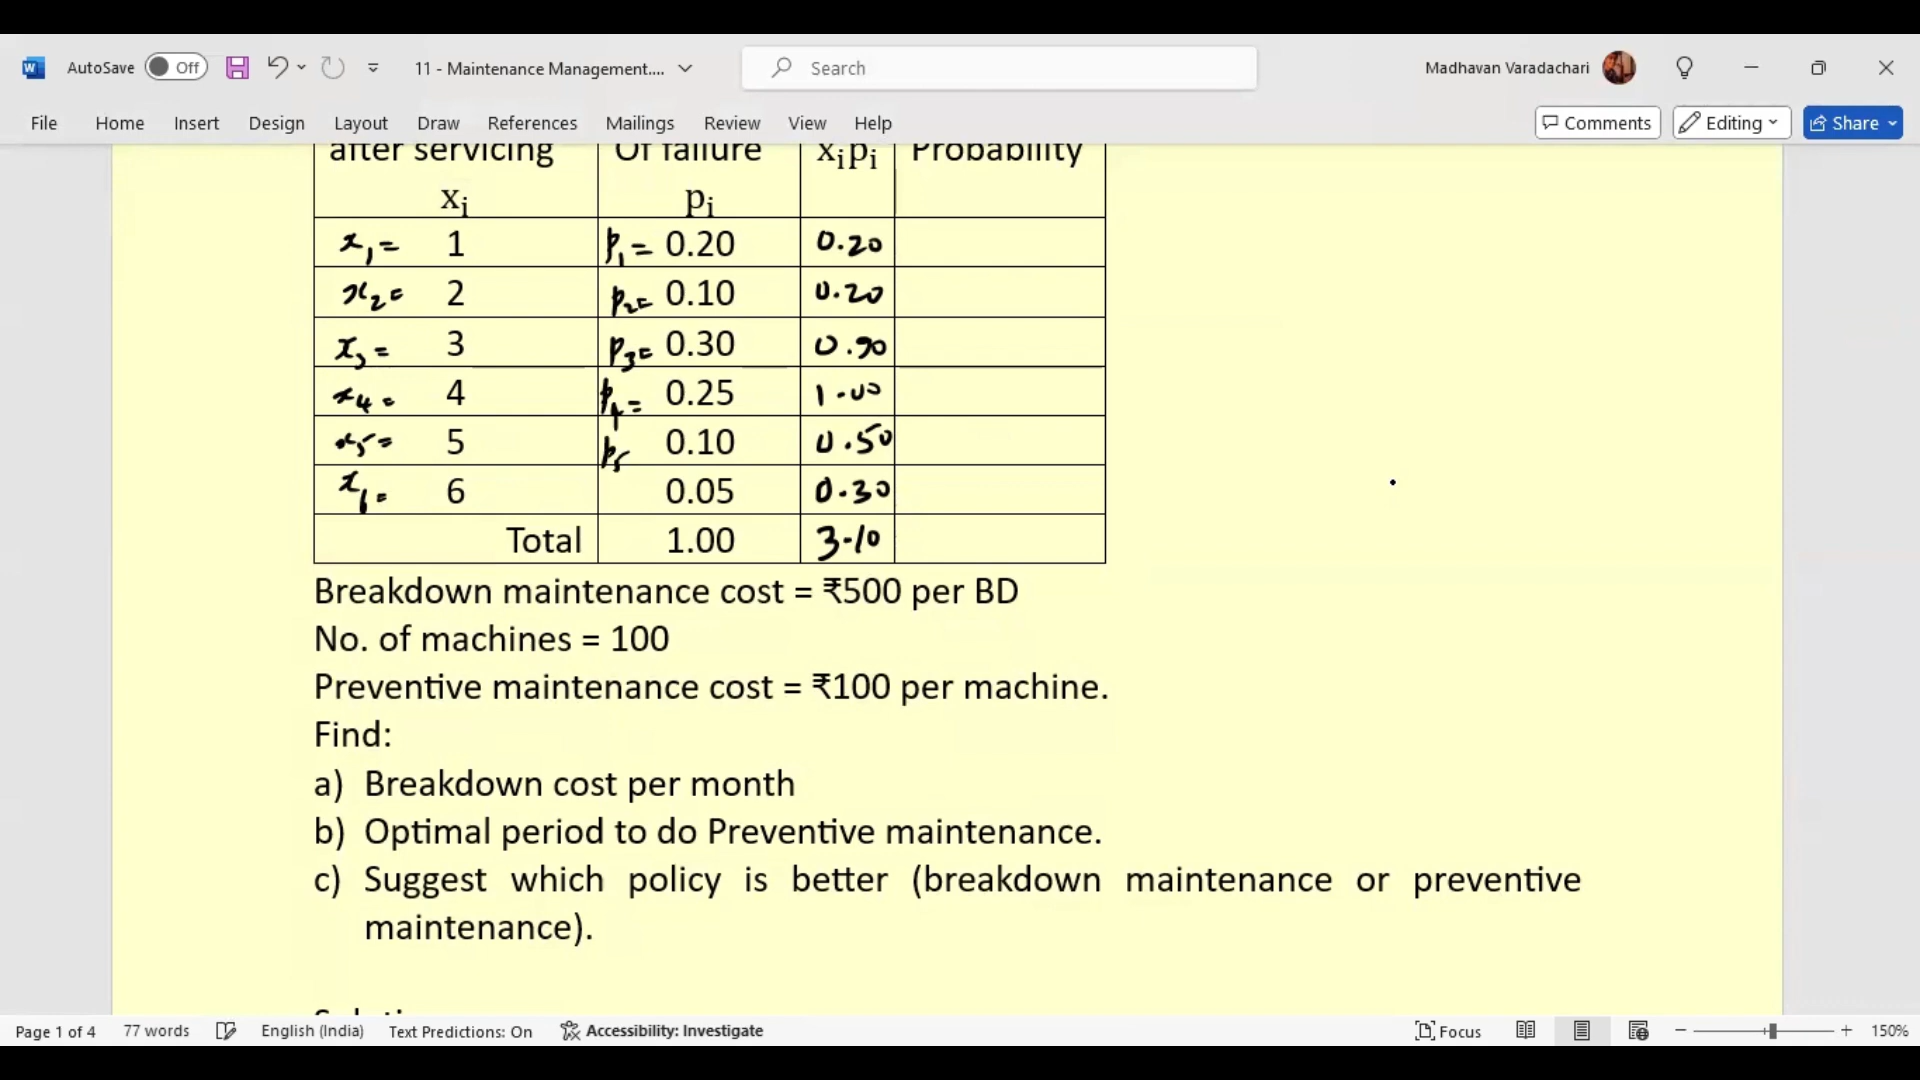 AutoSave Off 11 - Maintenance Management.... Search Madhavan Varadachari
File Home Insert Design Layout Draw References Mailings Review View Help Comments Editing Share
after servicing Of failure xᵢpᵢ Probability
xᵢ pᵢ
x₁= 1 p₁= 0.20 0.20
x₂= 2 p₂= 0.10 0.20
x₃= 3 p₃= 0.30 0.90
x₄= 4 p₄= 0.25 1.00
x₅= 5 p₅ 0.10 0.50
x₆= 6 0.05 0.30
Total 1.00 3.10
Breakdown maintenance cost = ₹500 per BD
No. of machines = 100
Preventive maintenance cost = ₹100 per machine.
Find:
a) Breakdown cost per month
b) Optimal period to do Preventive maintenance.
c) Suggest which policy is better (breakdown maintenance or preventive
maintenance).
Page 1 of 4 77 words English (India) Text Predictions: On Accessibility: Investigate Focus 150%